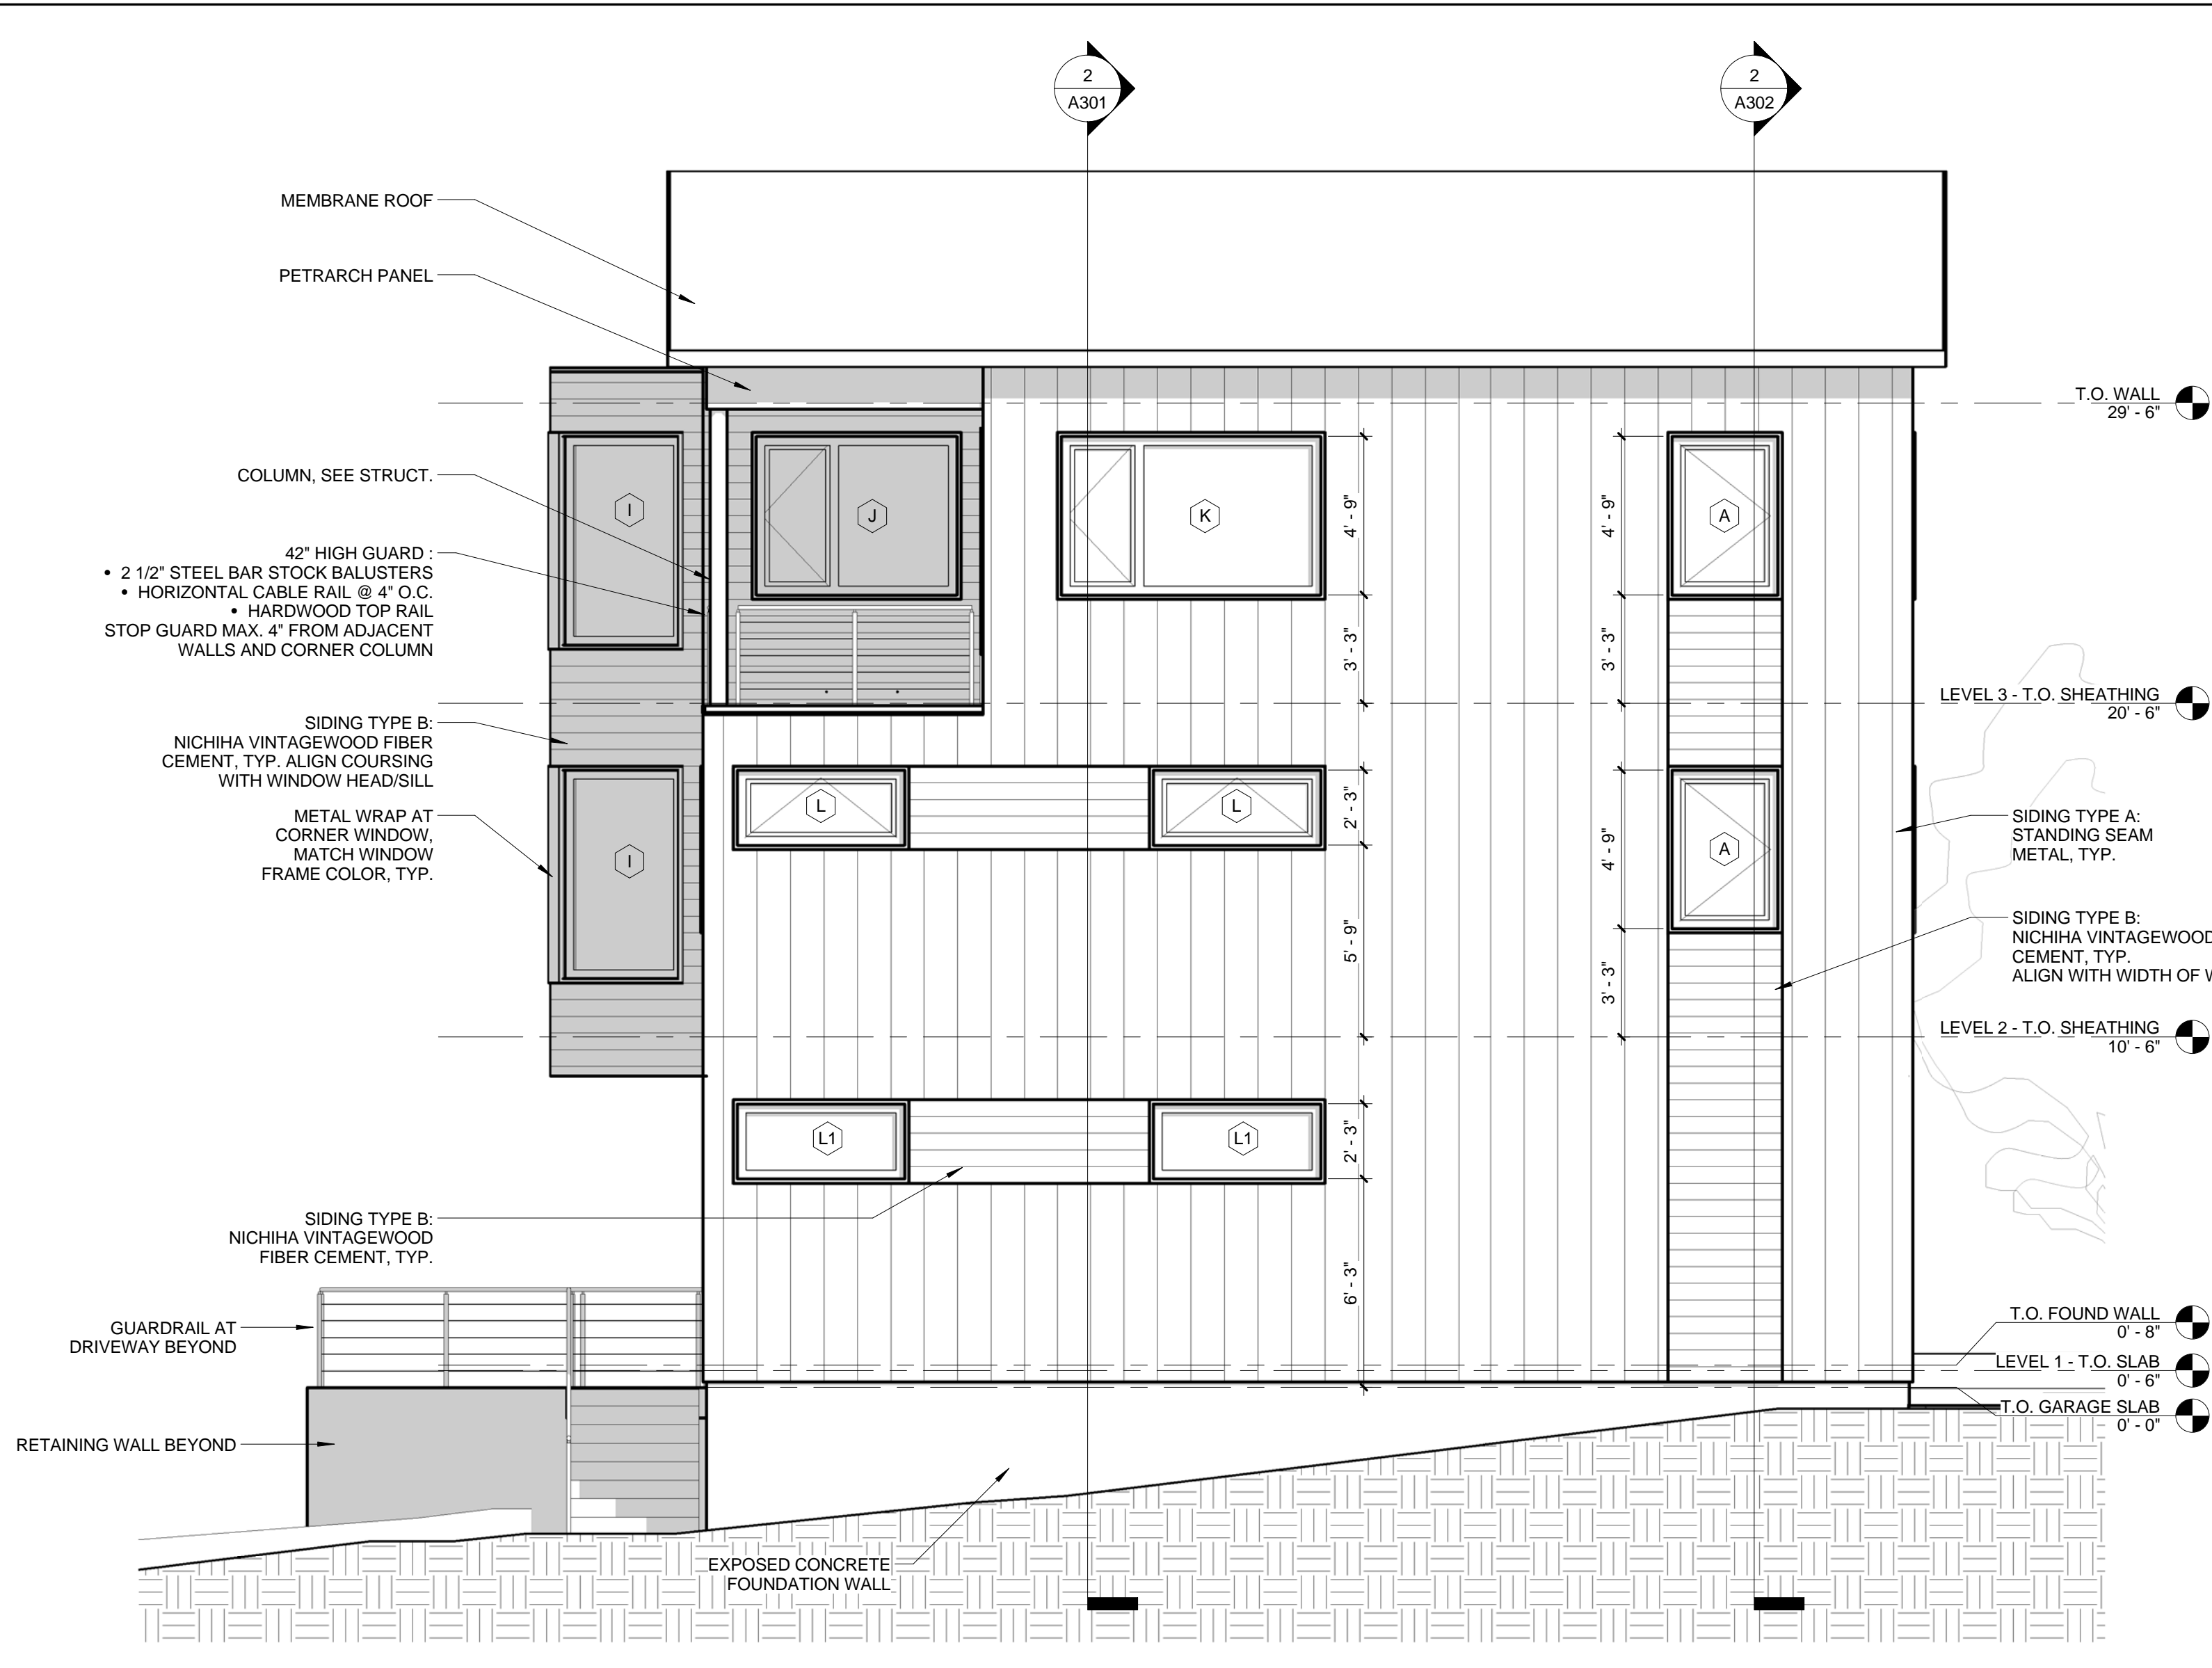 2
A301
2
A302
MEMBRANE ROOF
PETRARCH PANEL
COLUMN, SEE STRUCT.
42" HIGH GUARD :
• 2 1/2" STEEL BAR STOCK BALUSTERS
• HORIZONTAL CABLE RAIL @ 4" O.C.
• HARDWOOD TOP RAIL
STOP GUARD MAX. 4" FROM ADJACENT
WALLS AND CORNER COLUMN
SIDING TYPE B:
NICHIHA VINTAGEWOOD FIBER
CEMENT, TYP. ALIGN COURSING
WITH WINDOW HEAD/SILL
METAL WRAP AT
CORNER WINDOW,
MATCH WINDOW
FRAME COLOR, TYP.
SIDING TYPE B:
NICHIHA VINTAGEWOOD
FIBER CEMENT, TYP.
GUARDRAIL AT
DRIVEWAY BEYOND
RETAINING WALL BEYOND
EXPOSED CONCRETE
FOUNDATION WALL
I
J
K
A
I
L
L
A
L1
L1
4' - 9"
3' - 3"
2' - 3"
5' - 9"
2' - 3"
6' - 3"
4' - 9"
3' - 3"
4' - 9"
3' - 3"
T.O. WALL
29' - 6"
LEVEL 3 - T.O. SHEATHING
20' - 6"
SIDING TYPE A:
STANDING SEAM
METAL, TYP.
SIDING TYPE B:
NICHIHA VINTAGEWOOD
CEMENT, TYP.
ALIGN WITH WIDTH OF
LEVEL 2 - T.O. SHEATHING
10' - 6"
T.O. FOUND WALL
0' - 8"
LEVEL 1 - T.O. SLAB
0' - 6"
T.O. GARAGE SLAB
0' - 0"